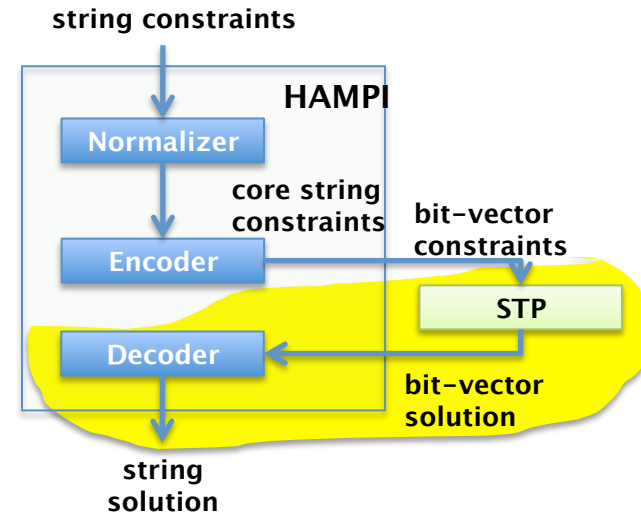 string constraints
HAMPI
Normalizer
core string
constraints
bit-vector
constraints
Encoder
STP
Decoder
bit-vector
solution
string
solution